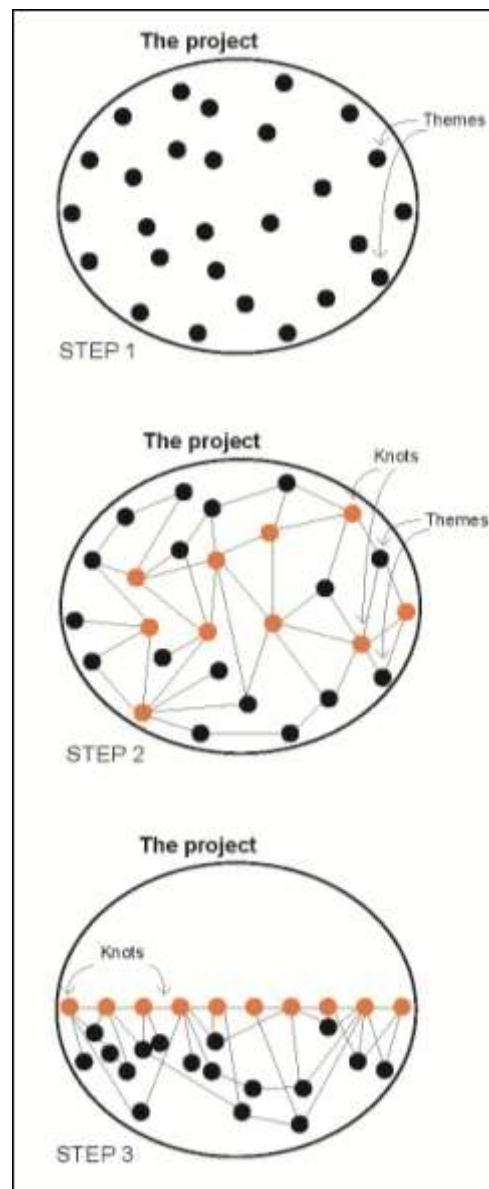 The project
Themes
STEP 1
The project
Knots
Themes
STEP 2
The project
Knots
STEP 3